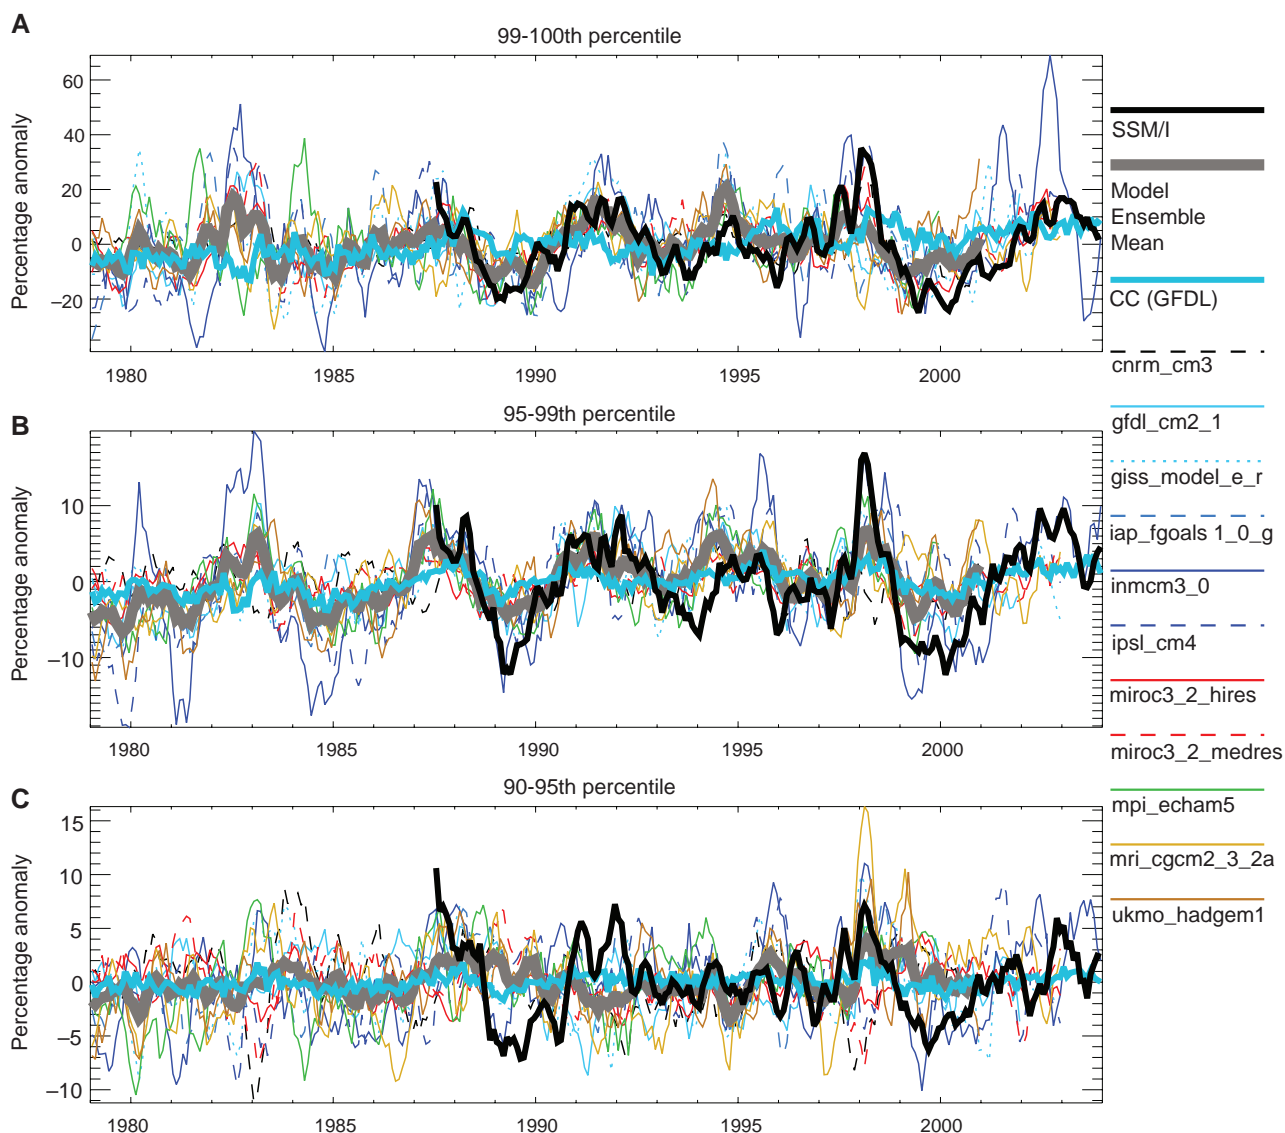 A
99-100th percentile
Percentage anomaly
60
40
20
0
−20
1980
1985
1990
1995
2000
B
95-99th percentile
Percentage anomaly
10
0
−10
1980
1985
1990
1995
2000
C
90-95th percentile
Percentage anomaly
15
10
5
0
−5
−10
1980
1985
1990
1995
2000
SSM/I
Model
Ensemble
Mean
CC (GFDL)
cnrm_cm3
gfdl_cm2_1
giss_model_e_r
iap_fgoals 1_0_g
inmcm3_0
ipsl_cm4
miroc3_2_hires
miroc3_2_medres
mpi_echam5
mri_cgcm2_3_2a
ukmo_hadgem1